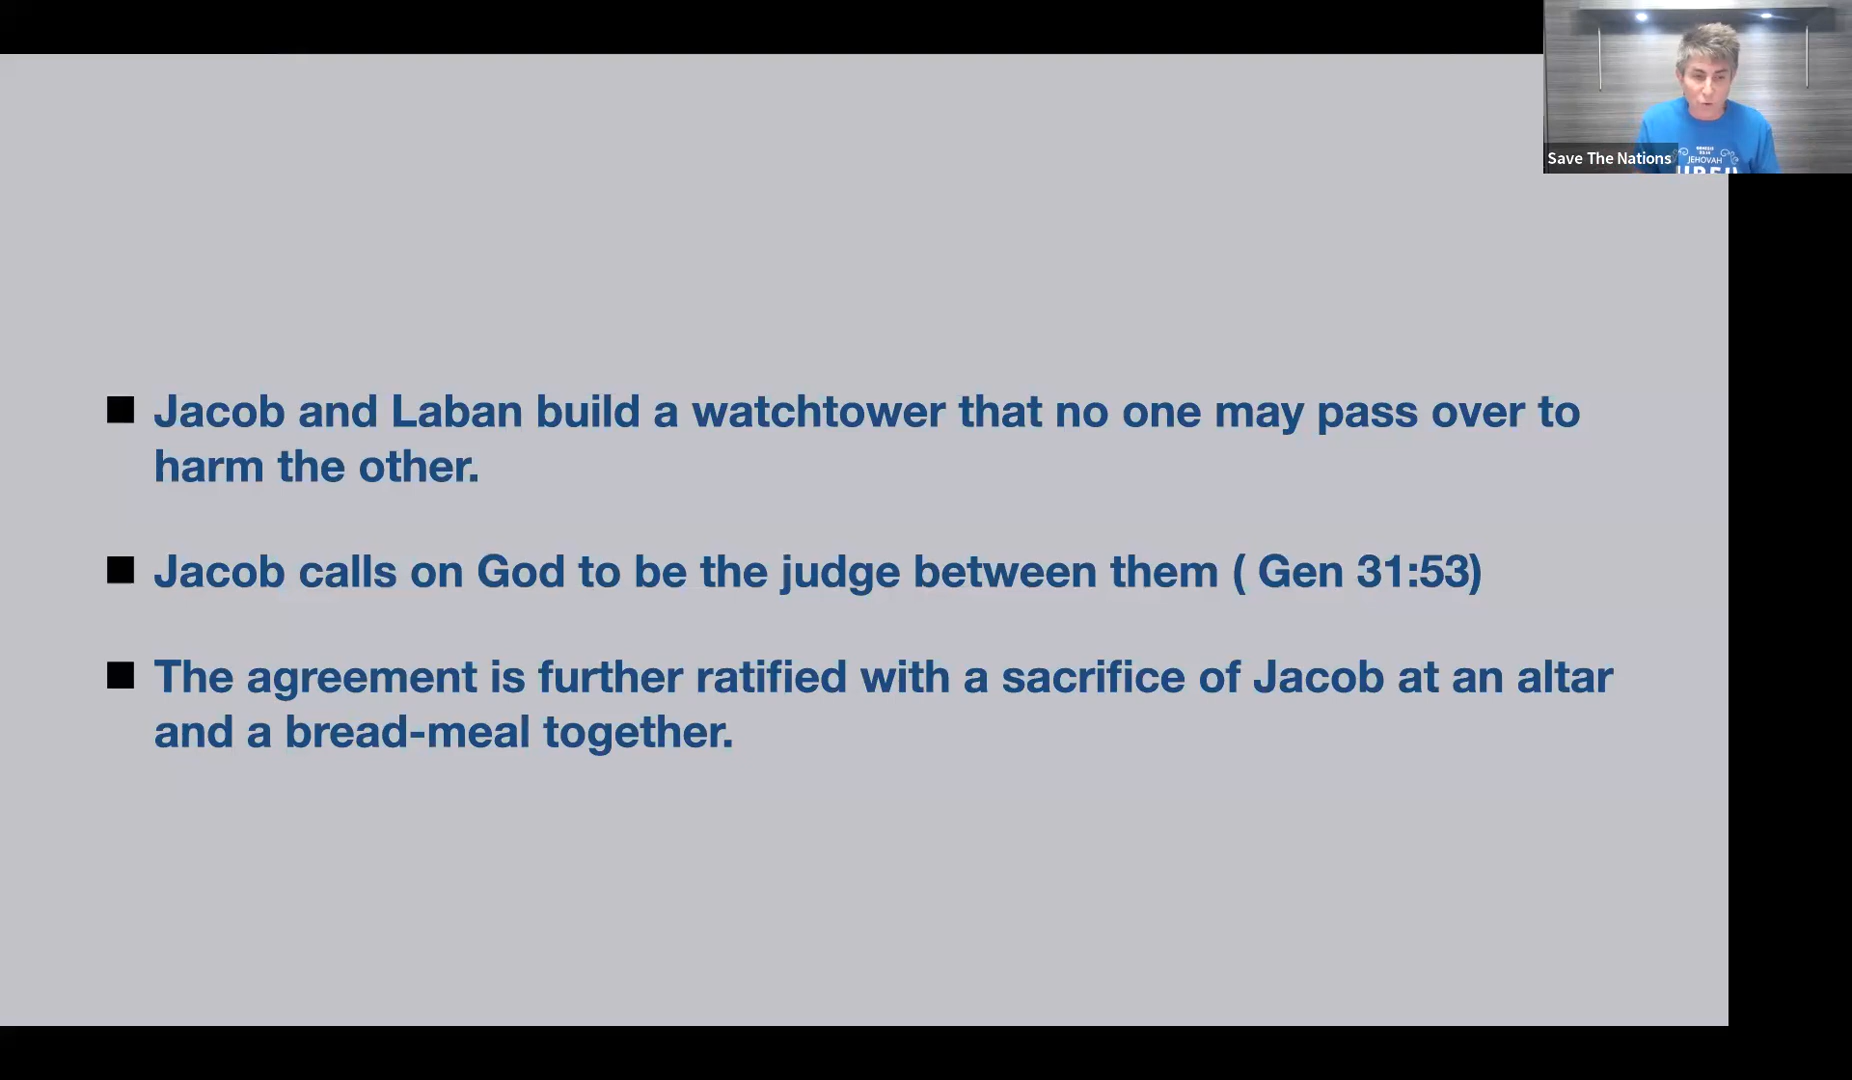 Save The Nations
JEHOVAH
Jacob and Laban build a watchtower that no one may pass over to
harm the other.
Jacob calls on God to be the judge between them ( Gen 31:53)
The agreement is further ratified with a sacrifice of Jacob at an altar
and a bread-meal together.